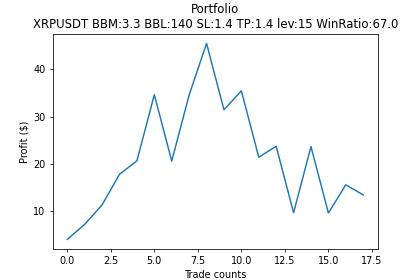 Portfolio
XRPUSDT BBM:3.3 BBL:140 SL:1.4 TP:1.4 lev:15 WinRatio:67.0
Profit ($)
40
30
20
10
0.0 2.5 5.0 7.5 10.0 12.5 15.0 17.5
Trade counts